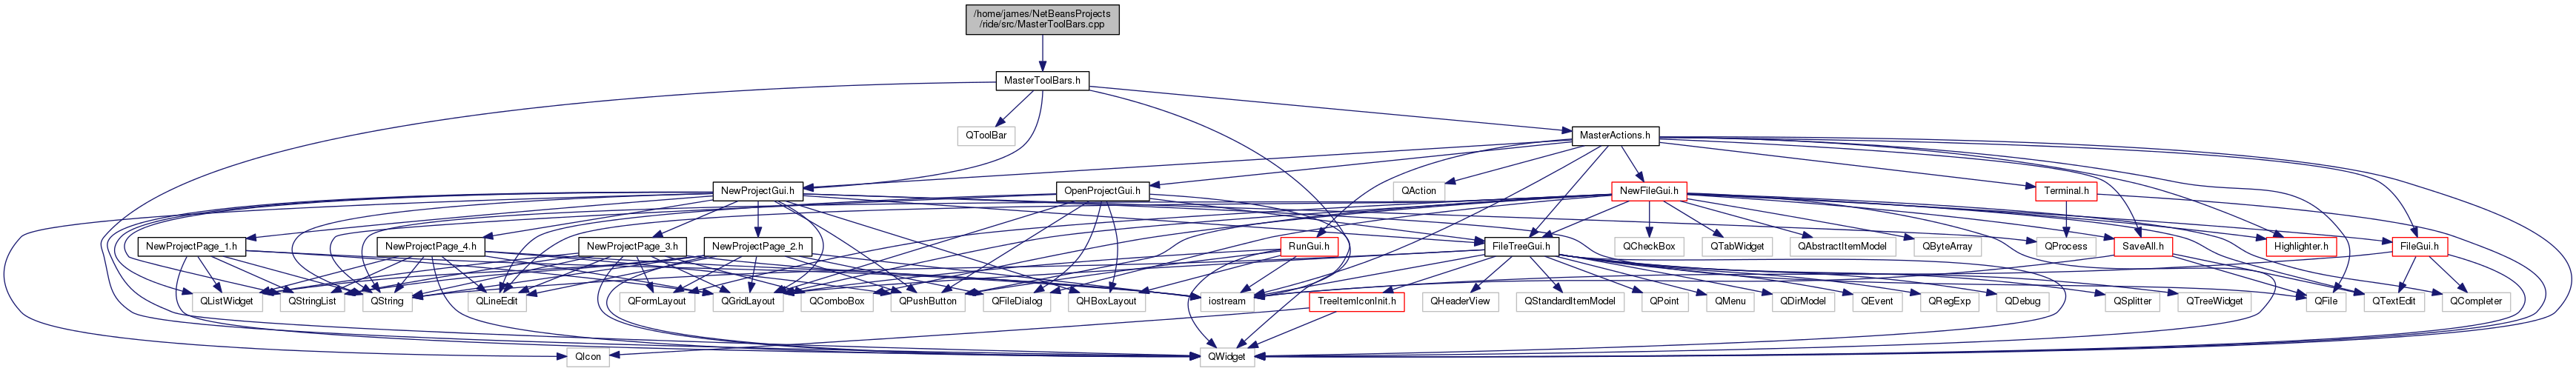 /home/james/NetBeansProjects
/ride/src/MasterToolBars.cpp
MasterToolBars.h
QToolBar
MasterActions.h
NewProjectGui.h
OpenProjectGui.h
QAction
NewFileGui.h
Terminal.h
NewProjectPage_1.h
NewProjectPage_4.h
NewProjectPage_3.h
NewProjectPage_2.h
RunGui.h
FileTreeGui.h
QCheckBox
QTabWidget
QAbstractItemModel
QByteArray
QProcess
SaveAll.h
Highlighter.h
FileGui.h
QListWidget
QStringList
QString
QLineEdit
QFormLayout
QGridLayout
QComboBox
QPushButton
QFileDialog
QHBoxLayout
iostream
TreeItemIconInit.h
QHeaderView
QStandardItemModel
QPoint
QMenu
QDirModel
QEvent
QRegExp
QDebug
QSplitter
QTreeWidget
QFile
QTextEdit
QCompleter
QIcon
QWidget